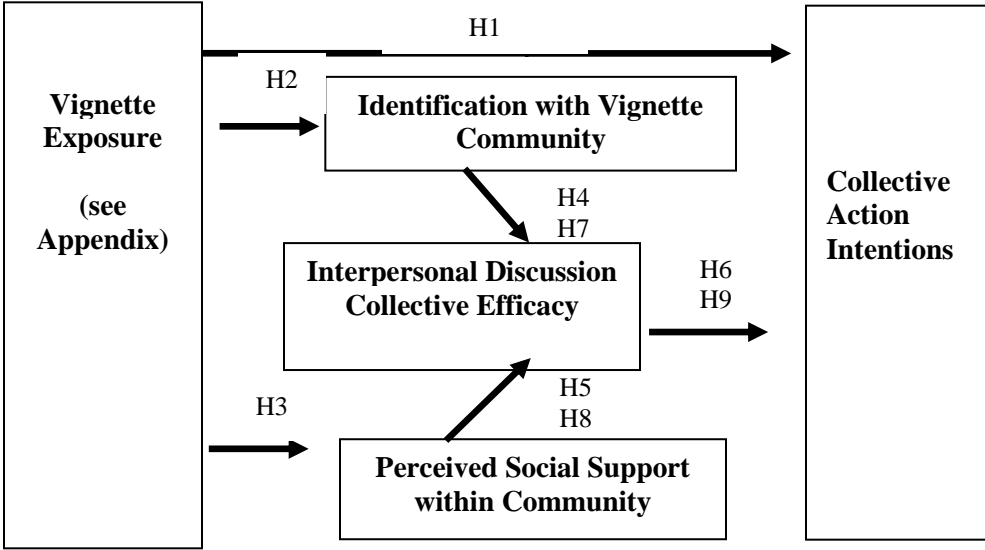 H1
H2
Vignette
Exposure
(see
Appendix)
Identification with Vignette
Community
H4
H7
Interpersonal Discussion
Collective Efficacy
H6
H9
H5
H8
H3
Perceived Social Support
within Community
Collective
Action
Intentions